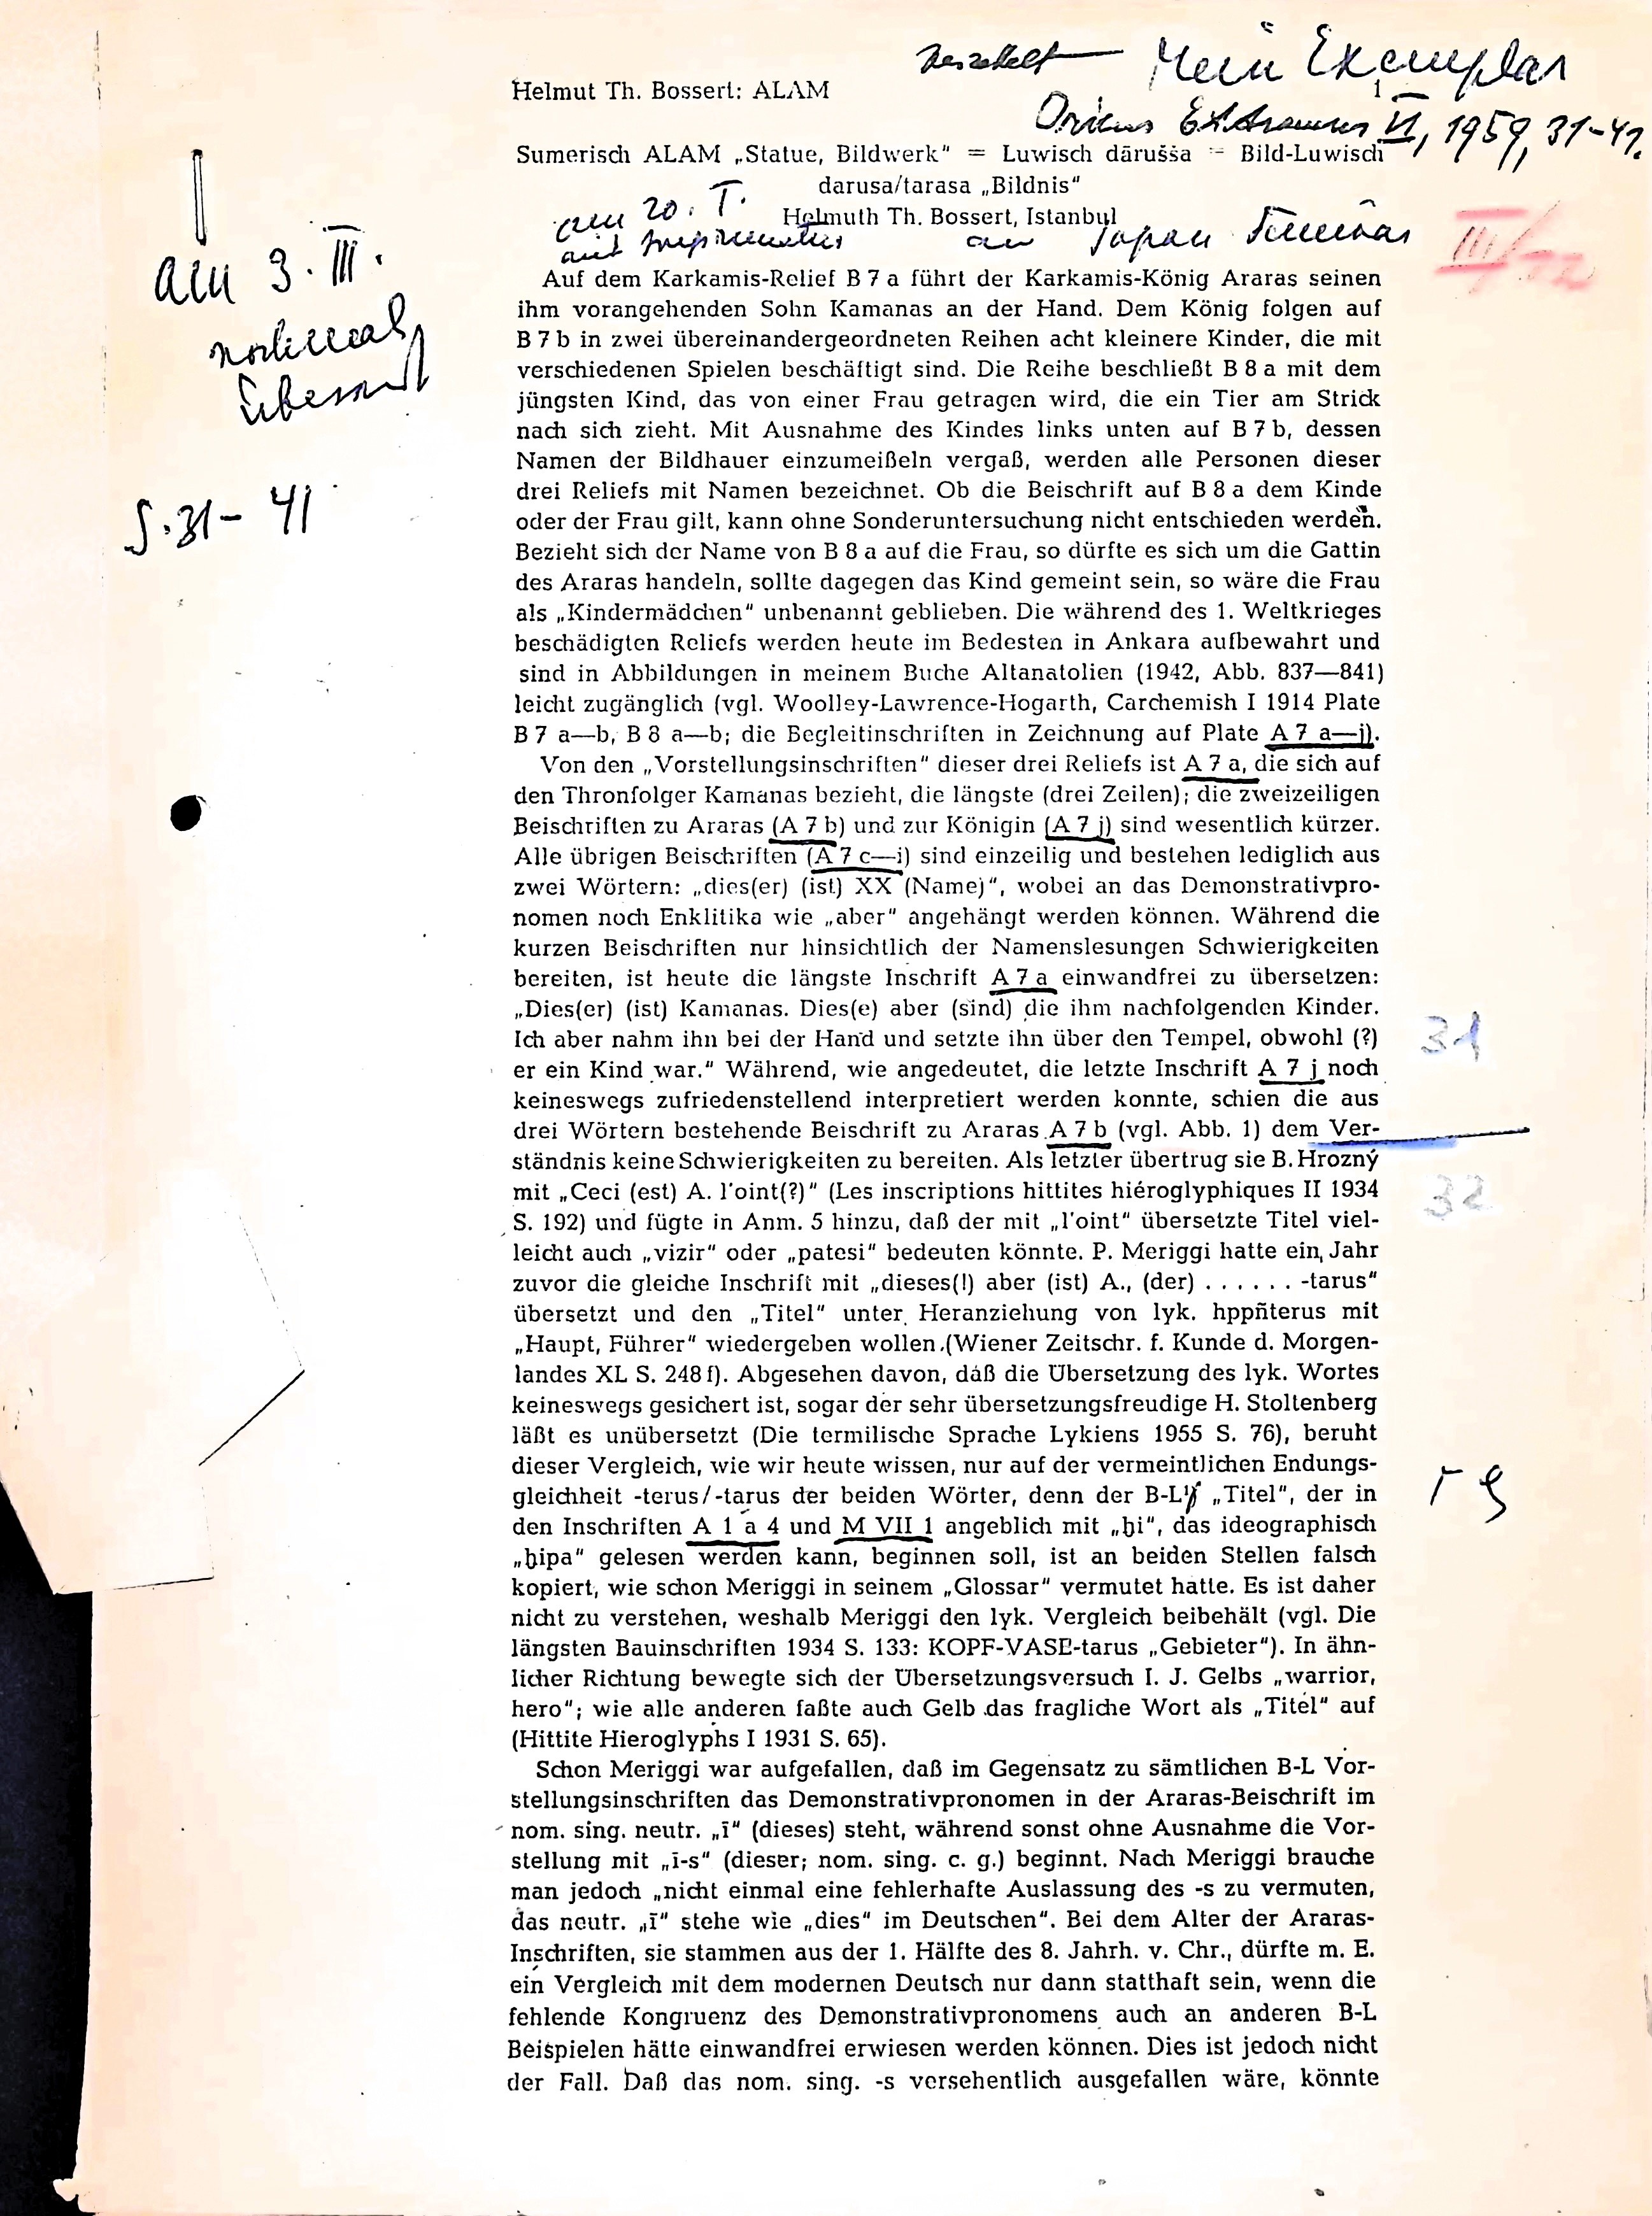 Mein Exemplar
Helmut Th. Bossert: ALAM
1
Oriens Extremus VI, 1959, 31-41.
Sumerisch ALAM „Statue, Bildwerk“ = Luwisch dārušša = Bild-Luwisch
darusa/tarasa „Bildnis“
am 20. I.
Helmuth Th. Bossert, Istanbul
an Japan
III/22
am 3. III.
nochmals
übersandt
S. 31-41
Auf dem Karkamis-Relief B 7 a führt der Karkamis-König Araras seinen
ihm vorangehenden Sohn Kamanas an der Hand. Dem König folgen auf
B 7 b in zwei übereinandergeordneten Reihen acht kleinere Kinder, die mit
verschiedenen Spielen beschäftigt sind. Die Reihe beschließt B 8 a mit dem
jüngsten Kind, das von einer Frau getragen wird, die ein Tier am Strick
nach sich zieht. Mit Ausnahme des Kindes links unten auf B 7 b, dessen
Namen der Bildhauer einzumeißeln vergaß, werden alle Personen dieser
drei Reliefs mit Namen bezeichnet. Ob die Beischrift auf B 8 a dem Kinde
oder der Frau gilt, kann ohne Sonderuntersuchung nicht entschieden werden.
Bezieht sich der Name von B 8 a auf die Frau, so dürfte es sich um die Gattin
des Araras handeln, sollte dagegen das Kind gemeint sein, so wäre die Frau
als „Kindermädchen“ unbenannt geblieben. Die während des 1. Weltkrieges
beschädigten Reliefs werden heute im Bedesten in Ankara aufbewahrt und
sind in Abbildungen in meinem Buche Altanatolien (1942, Abb. 837—841)
leicht zugänglich (vgl. Woolley-Lawrence-Hogarth, Carchemish I 1914 Plate
B 7 a—b, B 8 a—b; die Begleitinschriften in Zeichnung auf Plate A 7 a—j).
Von den „Vorstellungsinschriften“ dieser drei Reliefs ist A 7 a, die sich auf
den Thronfolger Kamanas bezieht, die längste (drei Zeilen); die zweizeiligen
Beischriften zu Araras (A 7 b) und zur Königin (A 7 j) sind wesentlich kürzer.
Alle übrigen Beischriften (A 7 c—i) sind einzeilig und bestehen lediglich aus
zwei Wörtern: „dies(er) (ist) XX (Name)“, wobei an das Demonstrativpro-
nomen noch Enklitika wie „aber“ angehängt werden können. Während die
kurzen Beischriften nur hinsichtlich der Namenslesungen Schwierigkeiten
bereiten, ist heute die längste Inschrift A 7 a einwandfrei zu übersetzen:
„Dies(er) (ist) Kamanas. Dies(e) aber (sind) die ihm nachfolgenden Kinder.
Ich aber nahm ihn bei der Hand und setzte ihn über den Tempel, obwohl (?)
31
er ein Kind war.“ Während, wie angedeutet, die letzte Inschrift A 7 j noch
keineswegs zufriedenstellend interpretiert werden konnte, schien die aus
drei Wörtern bestehende Beischrift zu Araras A 7 b (vgl. Abb. 1) dem Ver-
ständnis keine Schwierigkeiten zu bereiten. Als letzter übertrug sie B. Hrozný
mit „Ceci (est) A. l'oint(?)“ (Les inscriptions hittites hiéroglyphiques II 1934
32
S. 192) und fügte in Anm. 5 hinzu, daß der mit „l'oint“ übersetzte Titel viel-
leicht auch „vizir“ oder „patesi“ bedeuten könnte. P. Meriggi hatte ein Jahr
zuvor die gleiche Inschrift mit „dieses(!) aber (ist) A., (der) . . . . . . -tarus“
übersetzt und den „Titel“ unter Heranziehung von lyk. hppñterus mit
„Haupt, Führer“ wiedergeben wollen (Wiener Zeitschr. f. Kunde d. Morgen-
landes XL S. 248 f). Abgesehen davon, daß die Übersetzung des lyk. Wortes
keineswegs gesichert ist, sogar der sehr übersetzungsfreudige H. Stoltenberg
läßt es unübersetzt (Die termilische Sprache Lykiens 1955 S. 76), beruht
dieser Vergleich, wie wir heute wissen, nur auf der vermeintlichen Endungs-
gleichheit -terus/-tarus der beiden Wörter, denn der B-L¹) „Titel“, der in
den Inschriften A 1 a 4 und M VII 1 angeblich mit „ḫi“, das ideographisch
„ḫipa“ gelesen werden kann, beginnen soll, ist an beiden Stellen falsch
kopiert, wie schon Meriggi in seinem „Glossar“ vermutet hatte. Es ist daher
nicht zu verstehen, weshalb Meriggi den lyk. Vergleich beibehält (vgl. Die
längsten Bauinschriften 1934 S. 133: KOPF-VASE-tarus „Gebieter“). In ähn-
licher Richtung bewegte sich der Übersetzungsversuch I. J. Gelbs „warrior,
hero“; wie alle anderen faßte auch Gelb das fragliche Wort als „Titel“ auf
(Hittite Hieroglyphs I 1931 S. 65).
Schon Meriggi war aufgefallen, daß im Gegensatz zu sämtlichen B-L Vor-
stellungsinschriften das Demonstrativpronomen in der Araras-Beischrift im
nom. sing. neutr. „ī“ (dieses) steht, während sonst ohne Ausnahme die Vor-
stellung mit „ī-s“ (dieser; nom. sing. c. g.) beginnt. Nach Meriggi brauche
man jedoch „nicht einmal eine fehlerhafte Auslassung des -s zu vermuten,
das neutr. „ī“ stehe wie „dies“ im Deutschen“. Bei dem Alter der Araras-
Inschriften, sie stammen aus der 1. Hälfte des 8. Jahrh. v. Chr., dürfte m. E.
ein Vergleich mit dem modernen Deutsch nur dann statthaft sein, wenn die
fehlende Kongruenz des Demonstrativpronomens auch an anderen B-L
Beispielen hätte einwandfrei erwiesen werden können. Dies ist jedoch nicht
der Fall. Daß das nom. sing. -s versehentlich ausgefallen wäre, könnte